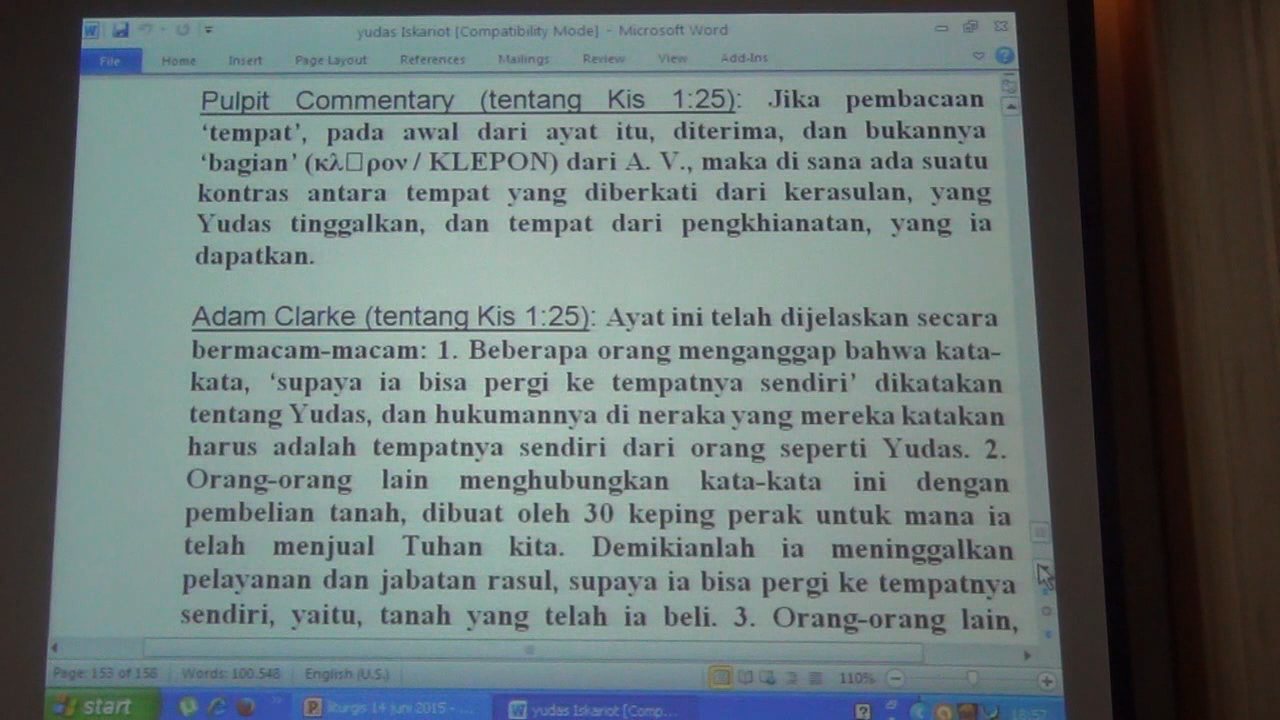 yudas Iskariot [Compatibility Mode] - Microsoft Word
File Home Insert Page Layout References Mailings Review View Add-Ins
Pulpit Commentary (tentang Kis 1:25): Jika pembacaan
‘tempat’, pada awal dari ayat itu, diterima, dan bukannya
‘bagian’ (κλ□ρον / KLEPON) dari A. V., maka di sana ada suatu
kontras antara tempat yang diberkati dari kerasulan, yang
Yudas tinggalkan, dan tempat dari pengkhianatan, yang ia
dapatkan.
Adam Clarke (tentang Kis 1:25): Ayat ini telah dijelaskan secara
bermacam-macam: 1. Beberapa orang menganggap bahwa kata-
kata, ‘supaya ia bisa pergi ke tempatnya sendiri’ dikatakan
tentang Yudas, dan hukumannya di neraka yang mereka katakan
harus adalah tempatnya sendiri dari orang seperti Yudas. 2.
Orang-orang lain menghubungkan kata-kata ini dengan
pembelian tanah, dibuat oleh 30 keping perak untuk mana ia
telah menjual Tuhan kita. Demikianlah ia meninggalkan
pelayanan dan jabatan rasul, supaya ia bisa pergi ke tempatnya
sendiri, yaitu, tanah yang telah ia beli. 3. Orang-orang lain,
Page: 153 of 158 Words: 100.548 English (U.S.) 110%
start liturgis 14 juni 2015 - ... yudas Iskariot [Comp... 18:57